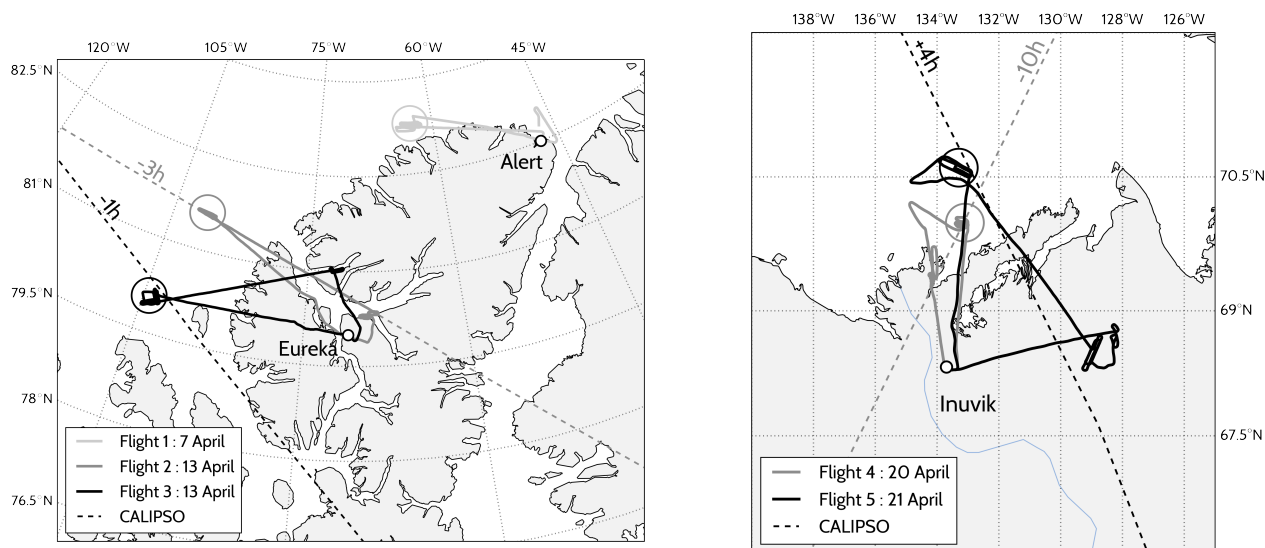 120°W 105°W 75°W 60°W 45°W
82.5°N
81°N
79.5°N
78°N
76.5°N
-3h
-1h
Alert
Eureka
Flight 1 : 7 April
Flight 2 : 13 April
Flight 3 : 13 April
CALIPSO
138°W 136°W 134°W 132°W 130°W 128°W 126°W
+4h
-10h
70.5°N
69°N
67.5°N
Inuvik
Flight 4 : 20 April
Flight 5 : 21 April
CALIPSO